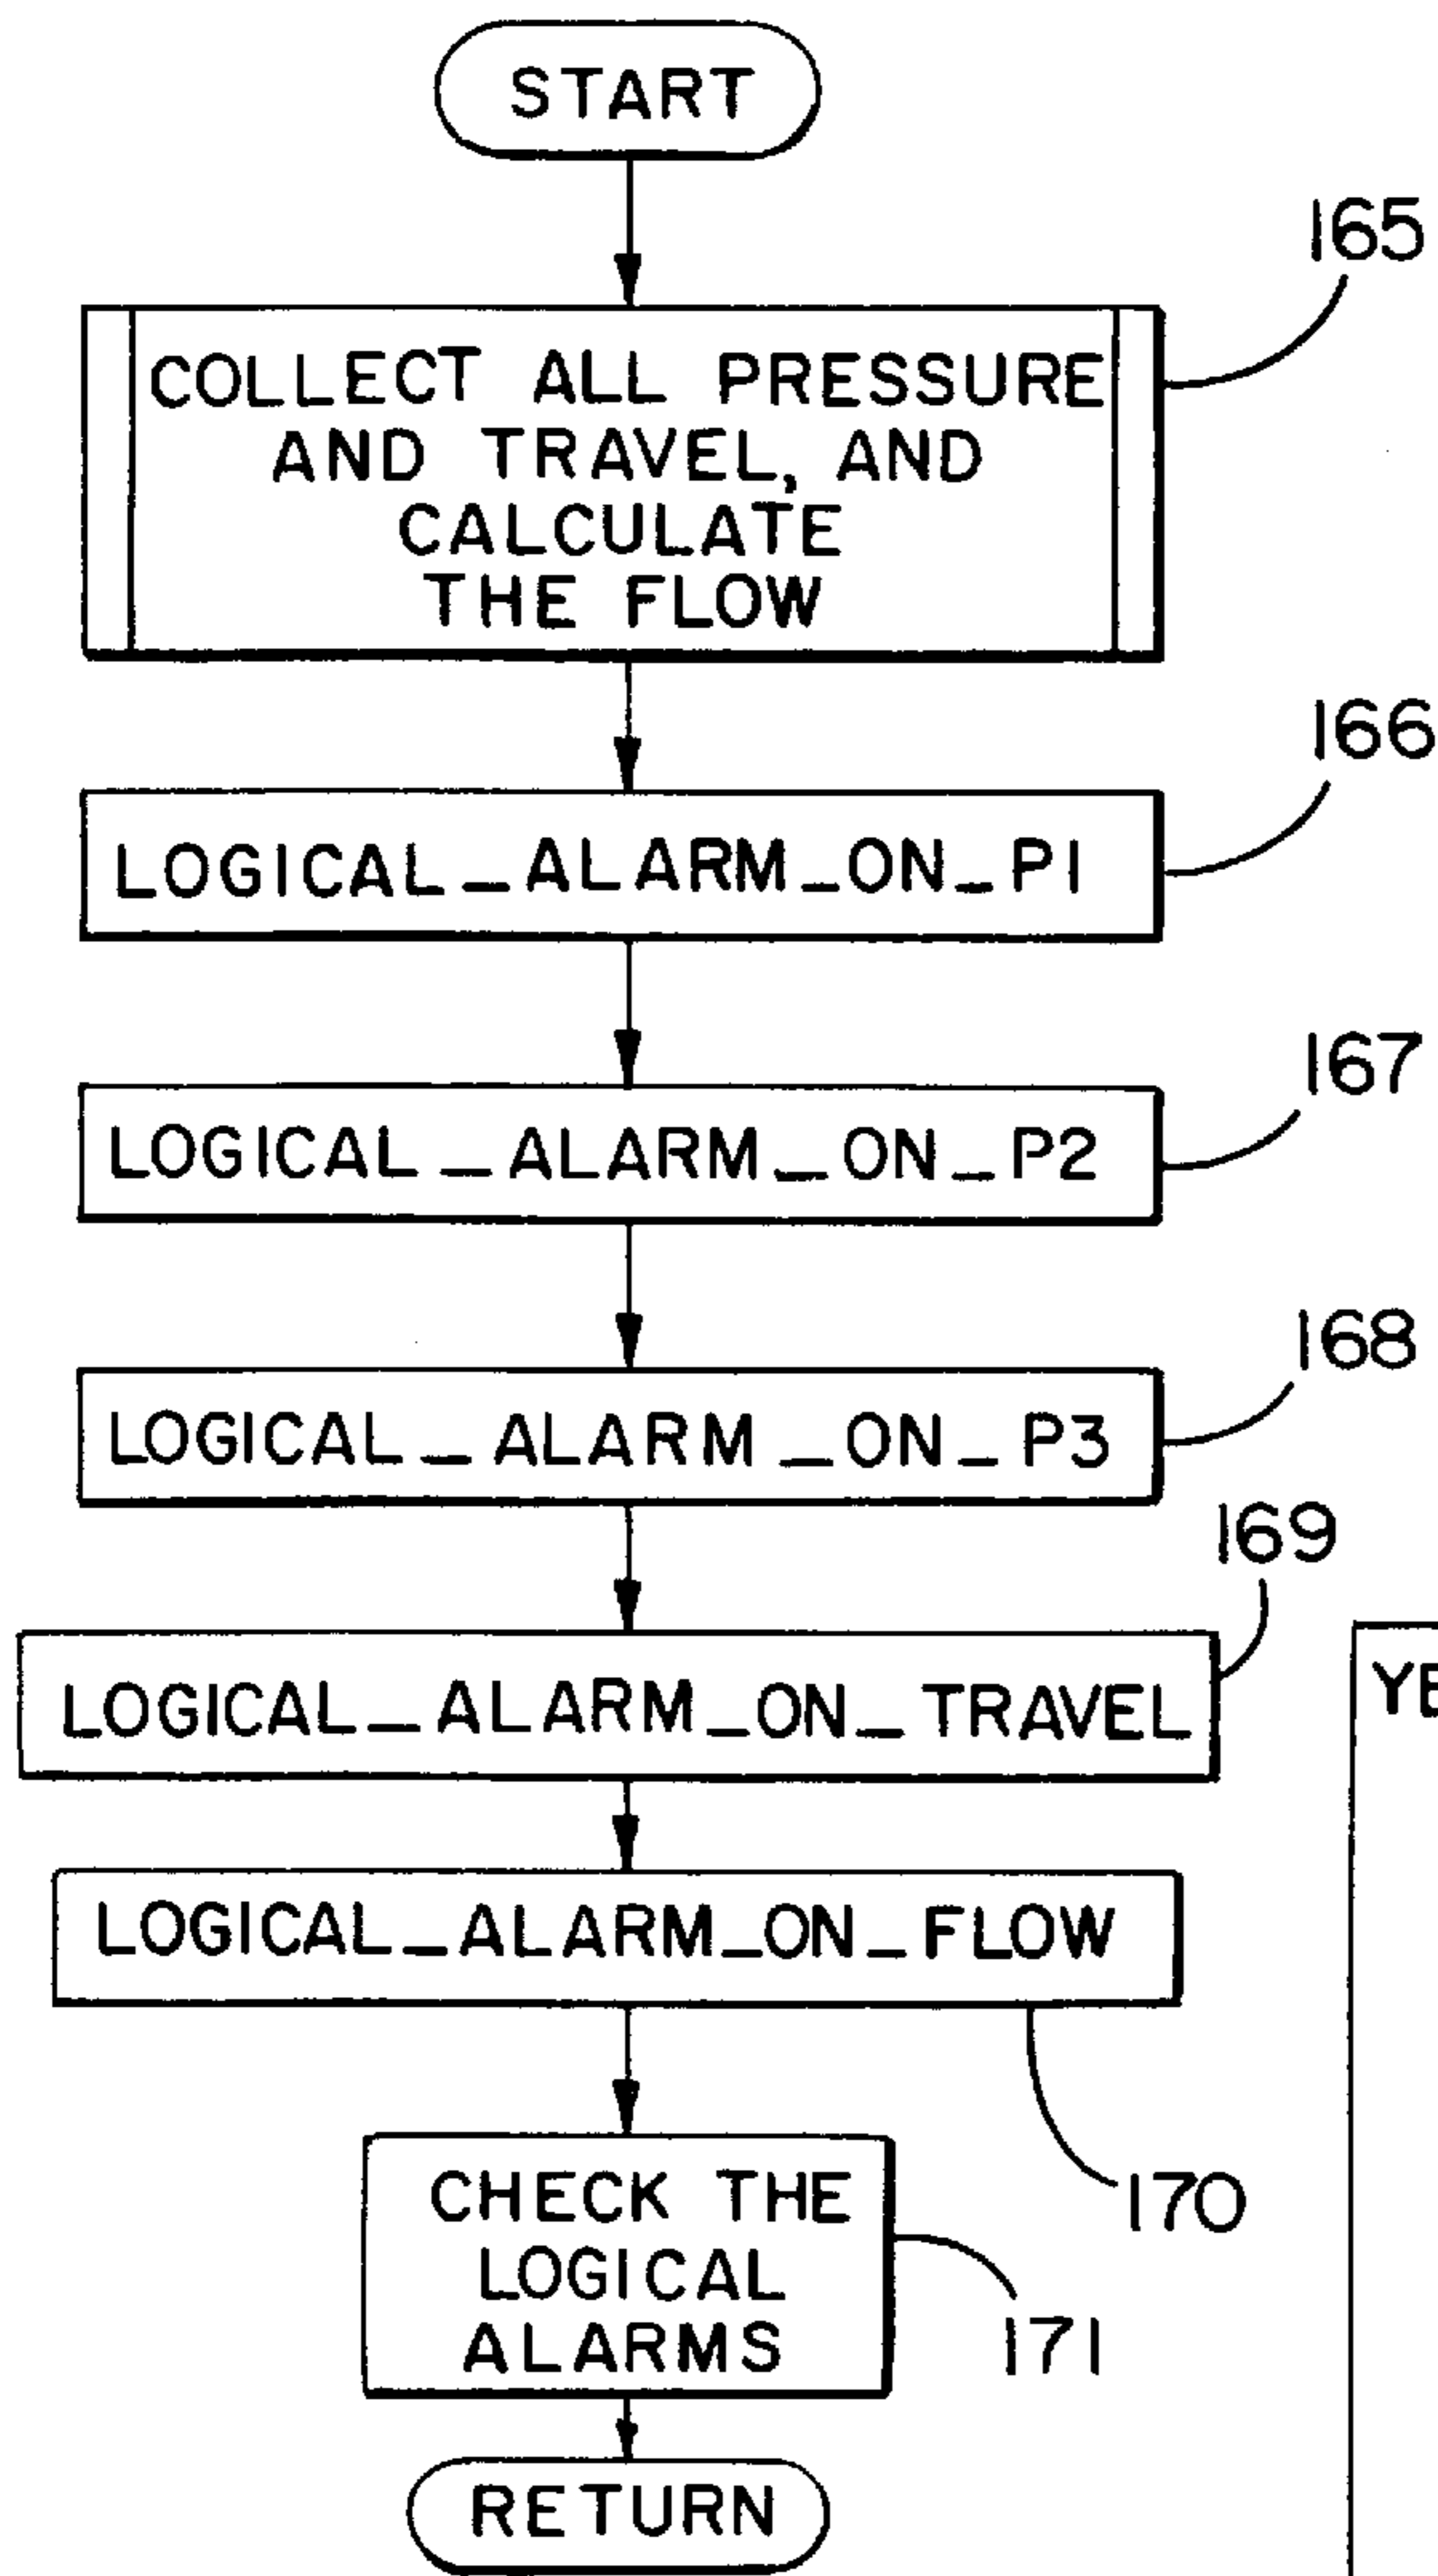 START
165
COLLECT ALL PRESSURE
AND TRAVEL, AND
CALCULATE
THE FLOW
166
LOGICAL_ALARM_ON_P1
167
LOGICAL_ALARM_ON_P2
168
LOGICAL_ALARM_ON_P3
169
LOGICAL_ALARM_ON_TRAVEL
LOGICAL_ALARM_ON_FLOW
170
CHECK THE
LOGICAL
ALARMS
171
RETURN